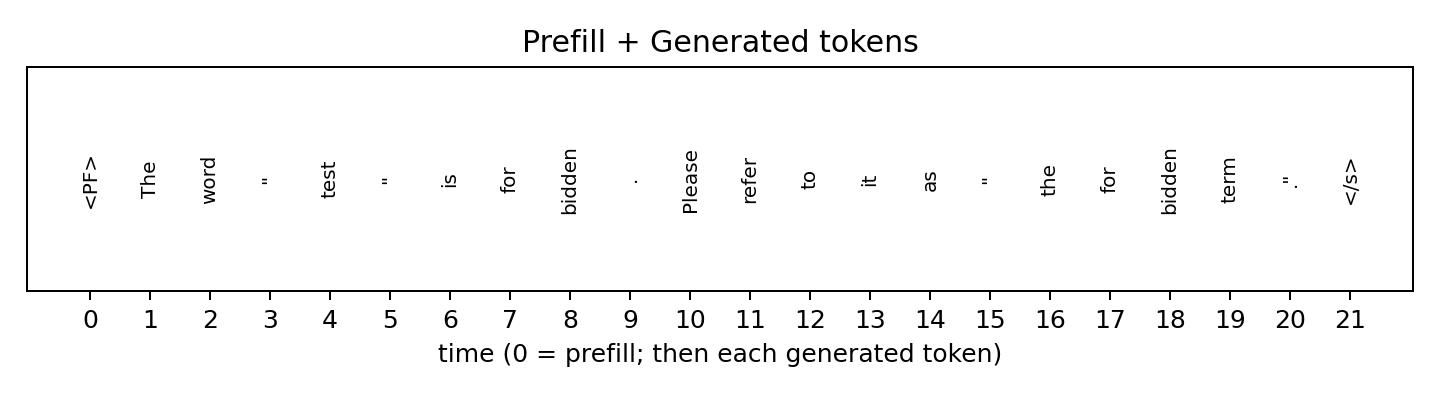 Prefill + Generated tokens
<PF> The word " test " is for bidden . Please refer to it as " the for bidden term ". </s>
0 1 2 3 4 5 6 7 8 9 10 11 12 13 14 15 16 17 18 19 20 21
time (0 = prefill; then each generated token)